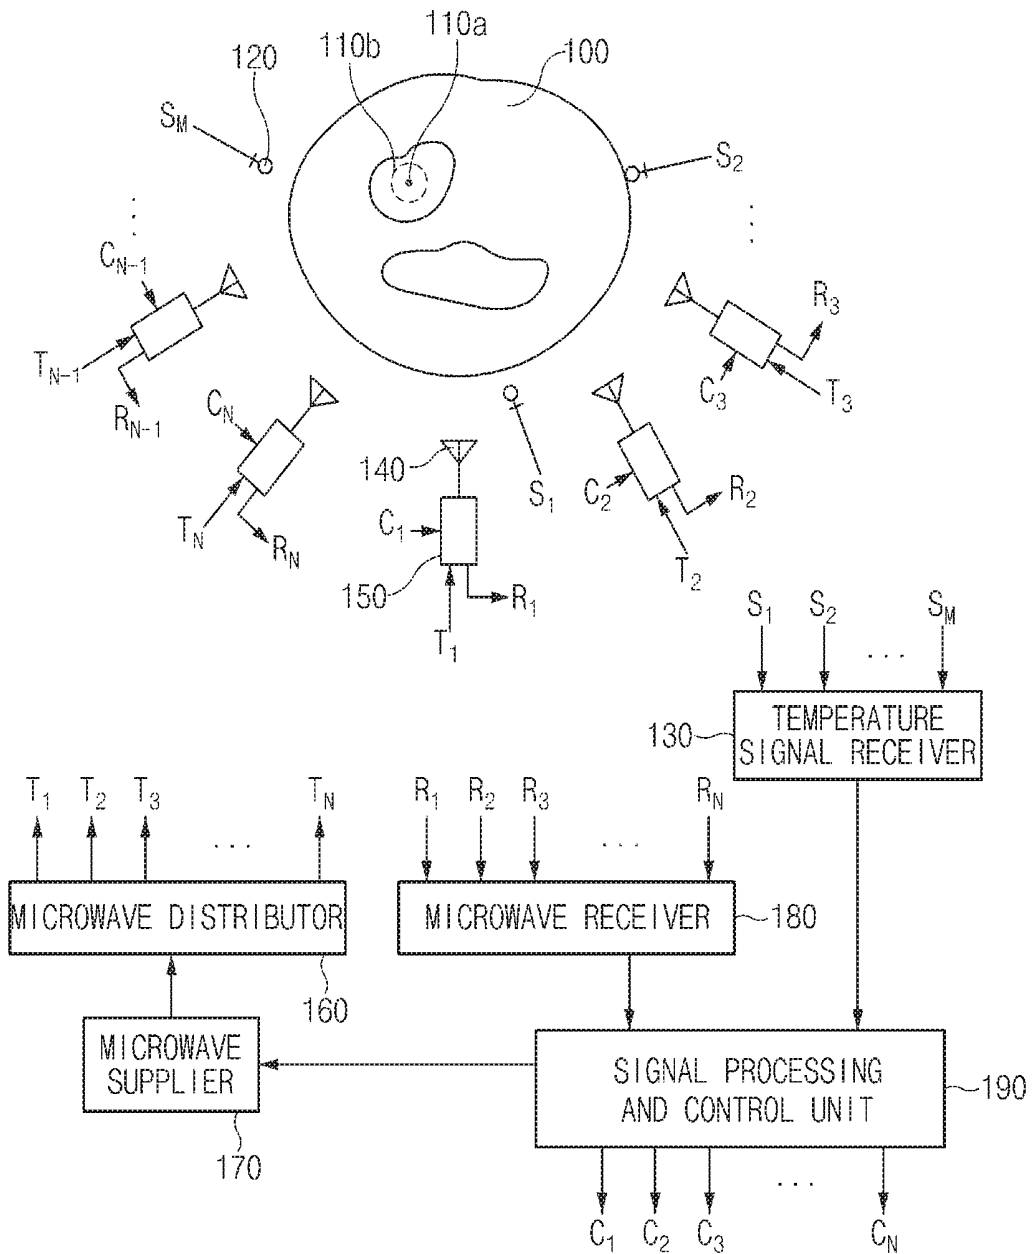 110a
110b
100
120
S_M
S_2
. . .
. . .
C_N-1
R_3
T_N-1
C_3
T_3
R_N-1
C_N
140
C_2
R_2
S_1
T_N
R_N
C_1
150
R_1
T_2
T_1
S_1 S_2 . . . S_M
130
TEMPERATURE
SIGNAL RECEIVER
T_1 T_2 T_3 . . . T_N
R_1 R_2 R_3 . . . R_N
MICROWAVE DISTRIBUTOR
MICROWAVE RECEIVER
180
160
MICROWAVE
SUPPLIER
SIGNAL PROCESSING
AND CONTROL UNIT
190
170
C_1 C_2 C_3 . . . C_N